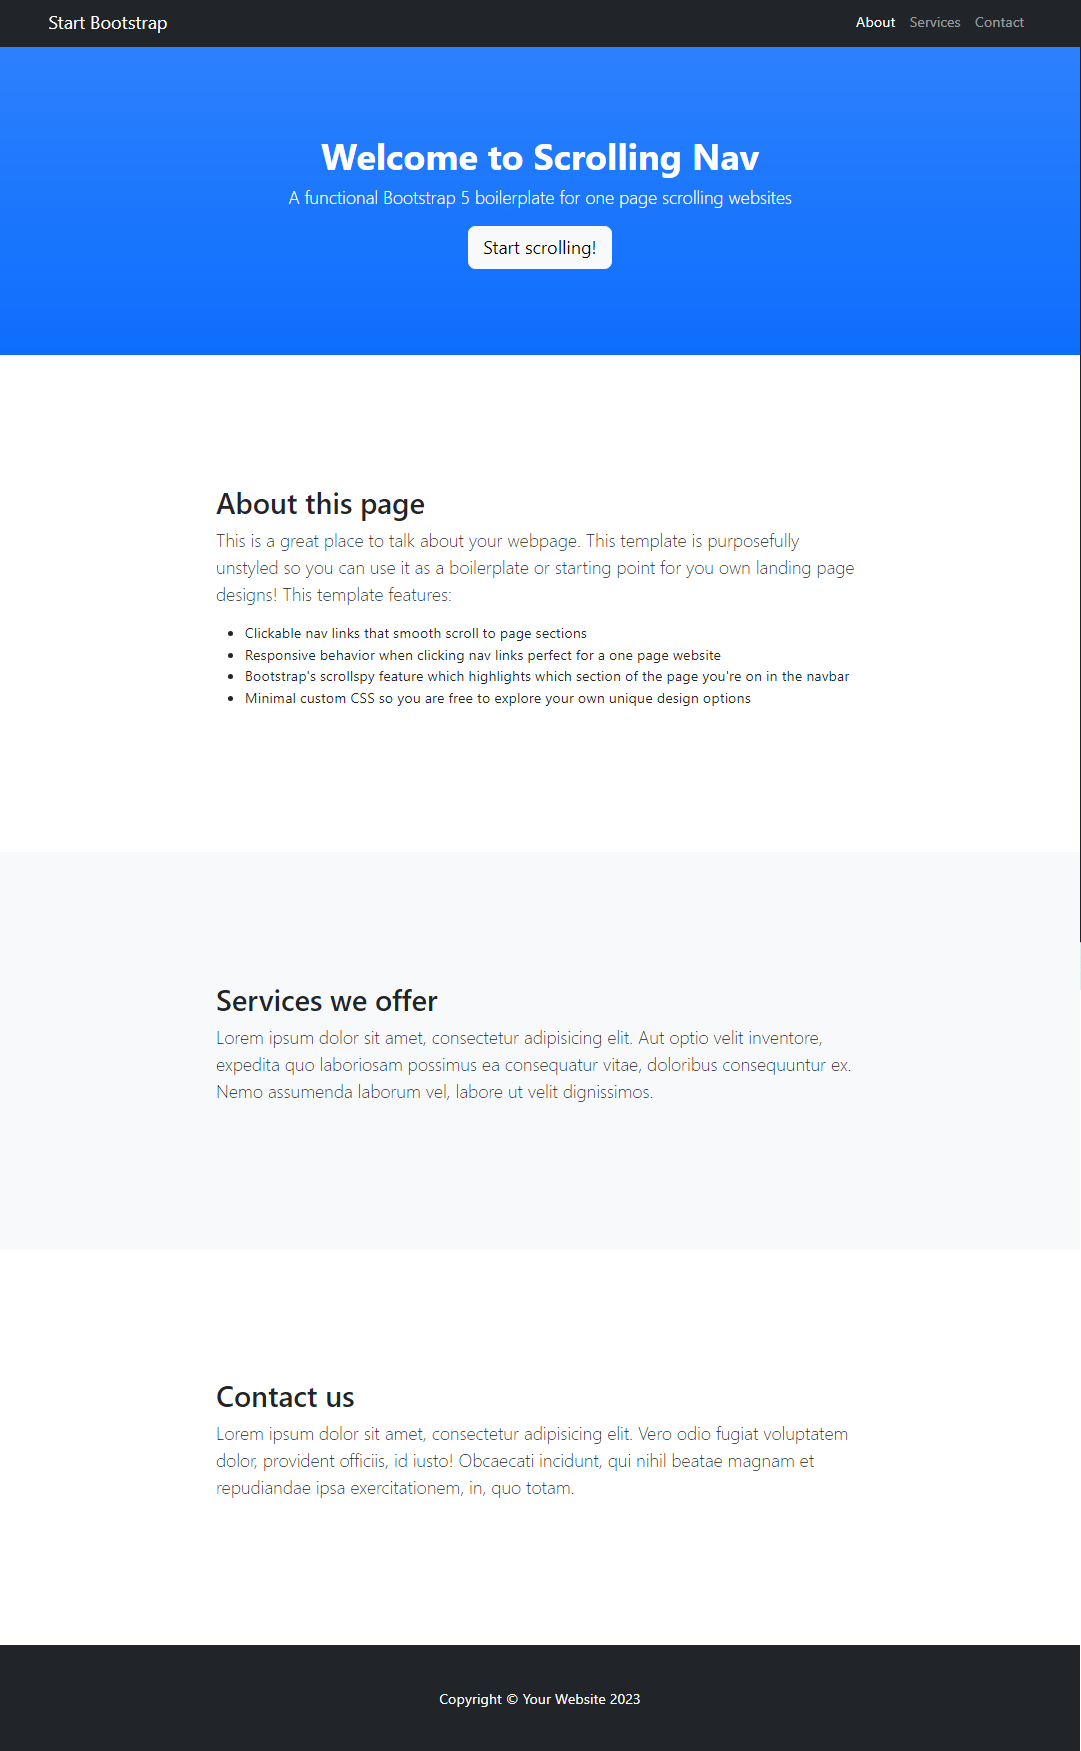 Start Bootstrap
About Services Contact
Welcome to Scrolling Nav
A functional Bootstrap 5 boilerplate for one page scrolling websites
Start scrolling!
About this page
This is a great place to talk about your webpage. This template is purposefully
unstyled so you can use it as a boilerplate or starting point for you own landing page
designs! This template features:
• Clickable nav links that smooth scroll to page sections
• Responsive behavior when clicking nav links perfect for a one page website
• Bootstrap's scrollspy feature which highlights which section of the page you're on in the navbar
• Minimal custom CSS so you are free to explore your own unique design options
Services we offer
Lorem ipsum dolor sit amet, consectetur adipisicing elit. Aut optio velit inventore,
expedita quo laboriosam possimus ea consequatur vitae, doloribus consequuntur ex.
Nemo assumenda laborum vel, labore ut velit dignissimos.
Contact us
Lorem ipsum dolor sit amet, consectetur adipisicing elit. Vero odio fugiat voluptatem
dolor, provident officiis, id iusto! Obcaecati incidunt, qui nihil beatae magnam et
repudiandae ipsa exercitationem, in, quo totam.
Copyright © Your Website 2023